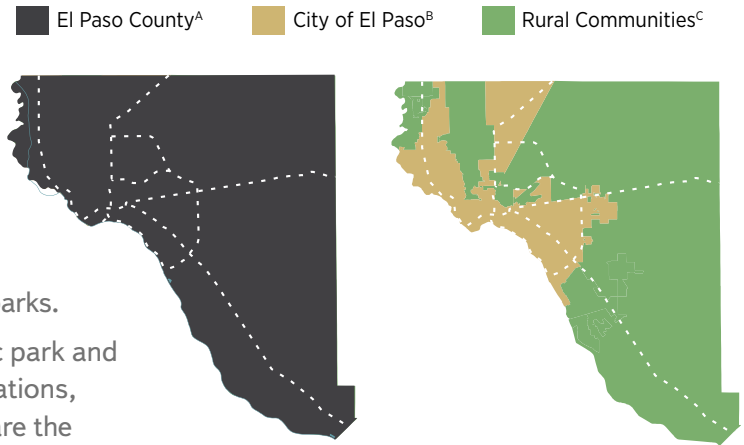 El Paso Countyᴬ City of El Pasoᴮ Rural Communitiesᶜ
arks.
park and
ations,
are the